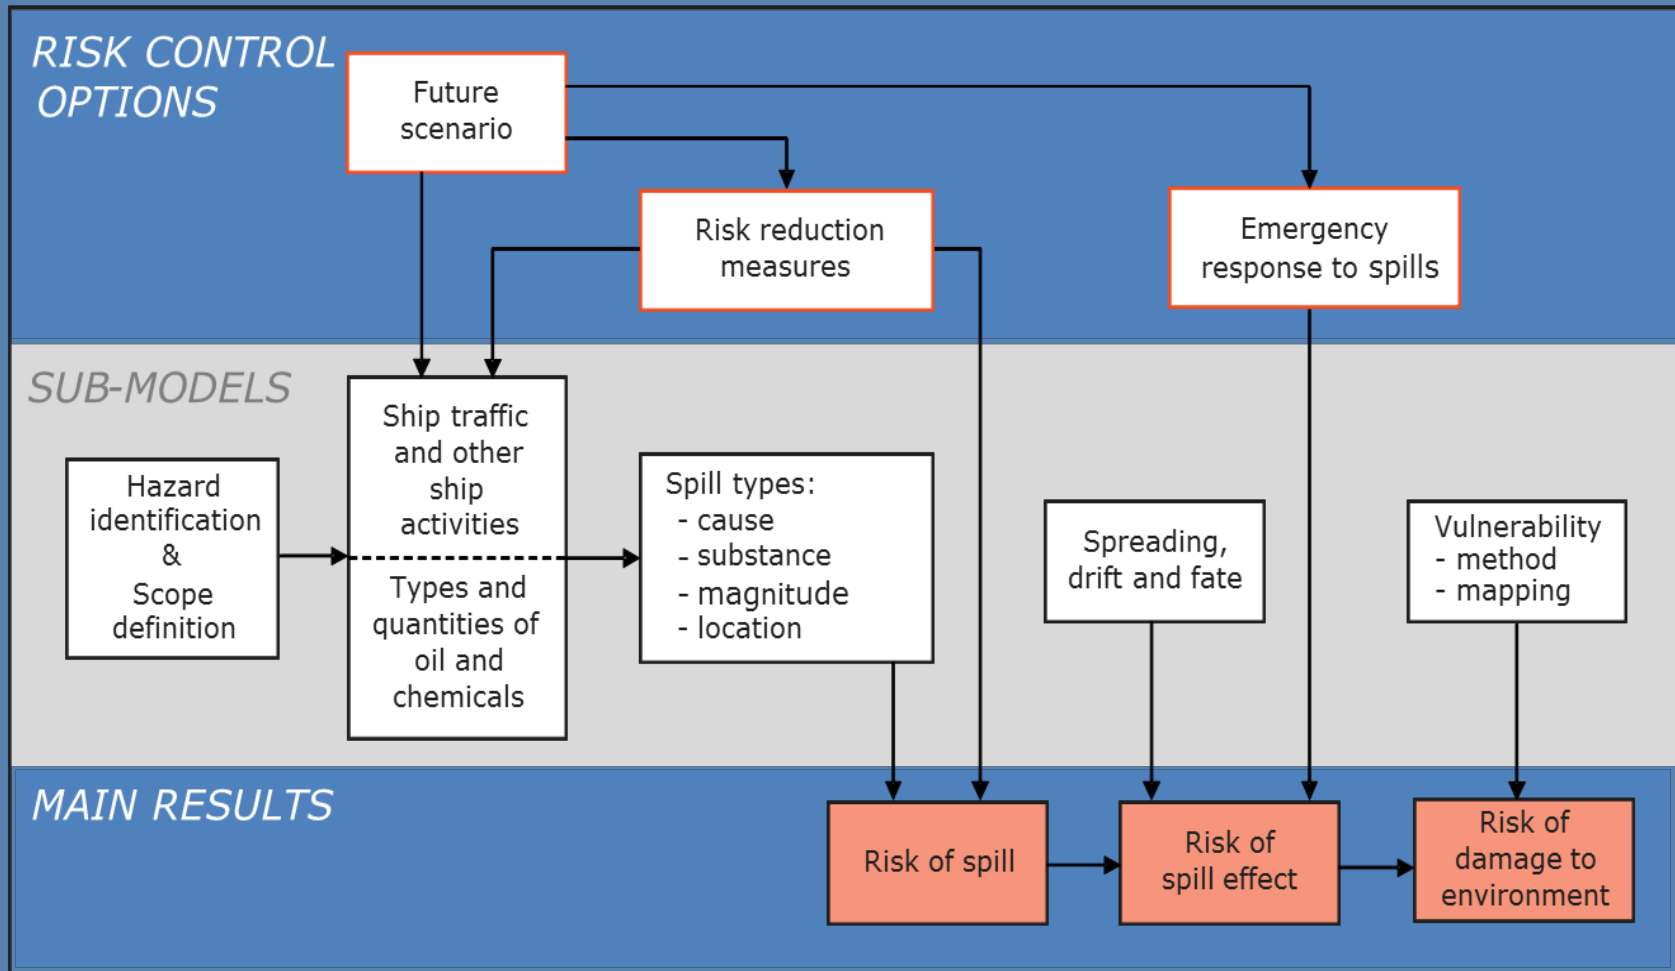 RISK CONTROL
OPTIONS
Future
scenario
Risk reduction
measures
Emergency
response to spills
SUB-MODELS
Hazard
identification
&
Scope
definition
Ship traffic
and other
ship
activities
Types and
quantities of
oil and
chemicals
Spill types:
- cause
- substance
- magnitude
- location
Spreading,
drift and fate
Vulnerability
- method
- mapping
MAIN RESULTS
Risk of spill
Risk of
spill effect
Risk of
damage to
environment